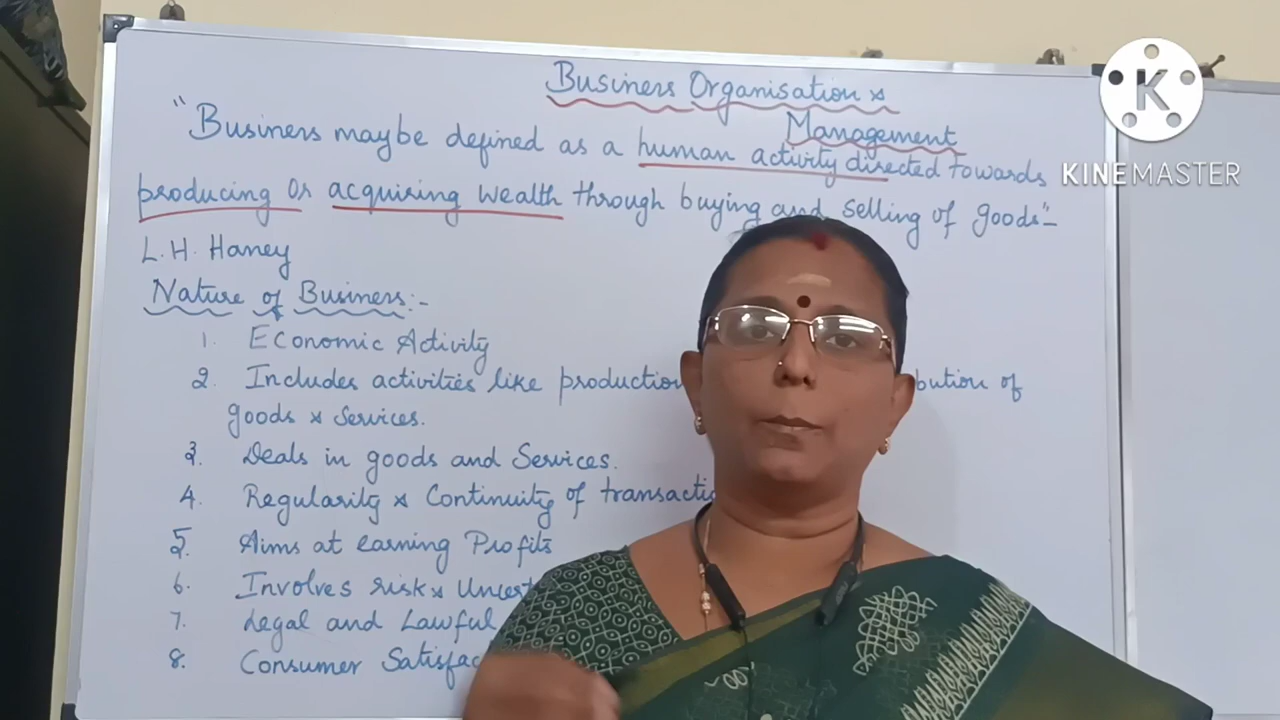 Business Organisation &
Management
"Business maybe defined as a human activity directed towards
producing or acquiring wealth through buying and selling of goods"-
L.H. Haney
Nature of Business:-
1. Economic Activity
2. Includes activities like production
goods & Services.
3. Deals in goods and Services.
4. Regularity & Continuity of
5. Aims at earning Profits
6. Involves risk &
7. Legal and Lawful
8. Consumer
K
KINEMASTER